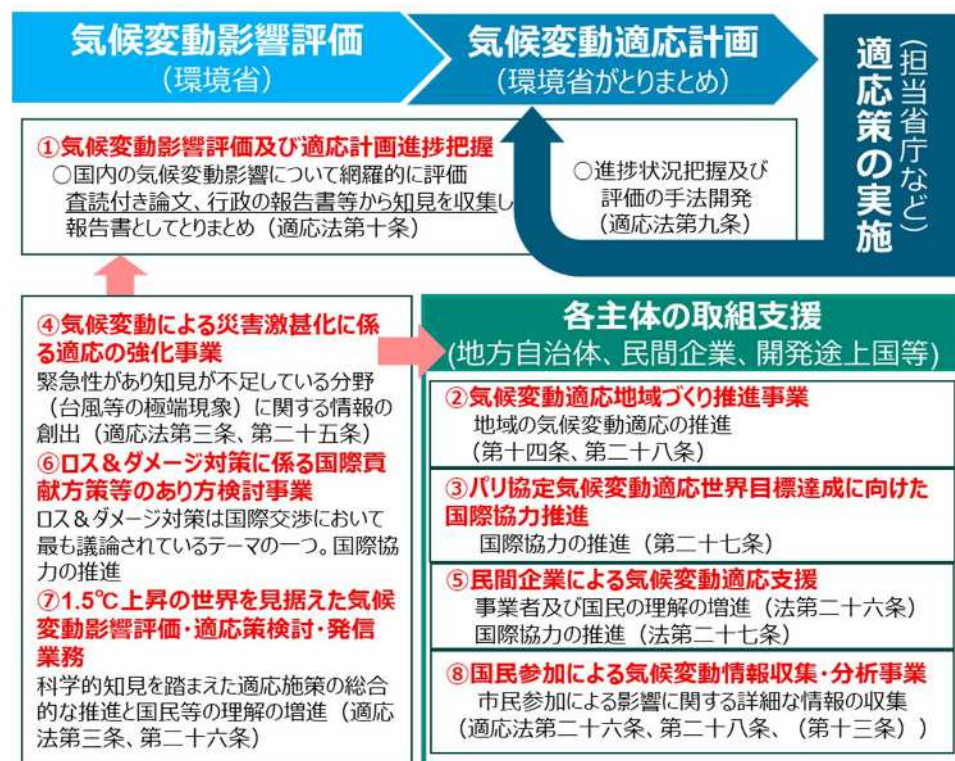 気候変動影響評価
(環境省)
気候変動適応計画
(環境省がとりまとめ)
適応策の実施
(担当省庁など)
①気候変動影響評価及び適応計画進捗把握
○国内の気候変動影響について網羅的に評価
査読付き論文、行政の報告書等から知見を収集し
報告書としてとりまとめ（適応法第十条）
○進捗状況把握及び
評価の手法開発
（適応法第九条）
④気候変動による災害激甚化に係
る適応の強化事業
緊急性があり知見が不足している分野
（台風等の極端現象）に関する情報の
創出（適応法第三条、第二十五条）
⑥ロス＆ダメージ対策に係る国際貢
献方策等のあり方検討事業
ロス＆ダメージ対策は国際交渉において
最も議論されているテーマの一つ。国際協
力の推進
⑦1.5℃上昇の世界を見据えた気候
変動影響評価・適応策検討・発信
業務
科学的知見を踏まえた適応施策の総合
的な推進と国民等の理解の増進（適応
法第三条、第二十六条）
各主体の取組支援
(地方自治体、民間企業、開発途上国等)
②気候変動適応地域づくり推進事業
地域の気候変動適応の推進
（第十四条、第二十八条）
③パリ協定気候変動適応世界目標達成に向けた
国際協力推進
国際協力の推進（第二十七条）
⑤民間企業による気候変動適応支援
事業者及び国民の理解の増進（法第二十六条）
国際協力の推進（法第二十七条）
⑧国民参加による気候変動情報収集・分析事業
市民参加による影響に関する詳細な情報の収集
（適応法第二十六条、第二十八条、（第十三条））